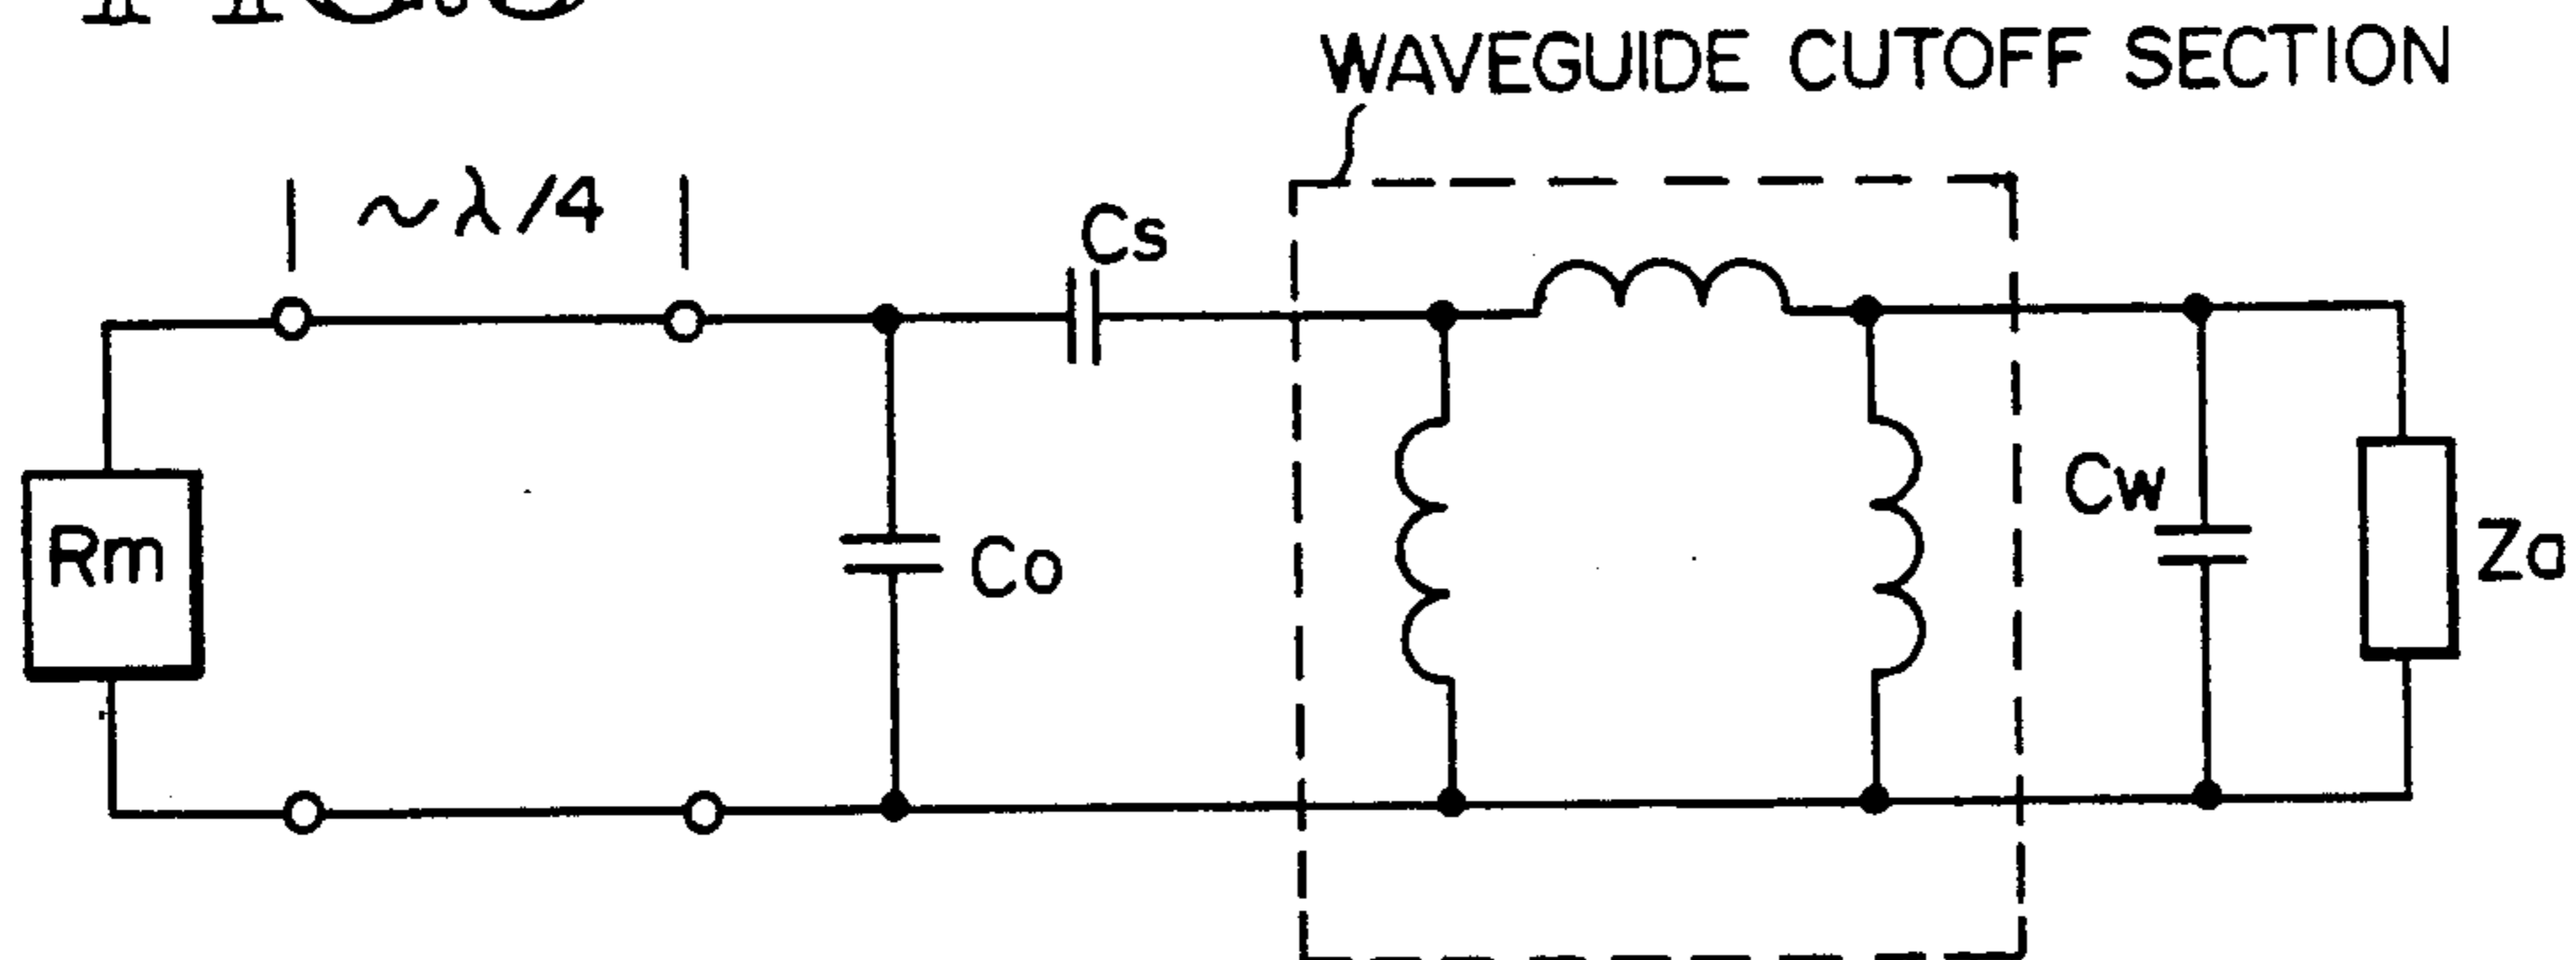 WAVEGUIDE CUTOFF SECTION
~λ/4
Cs
Rm
Co
Cw
Za